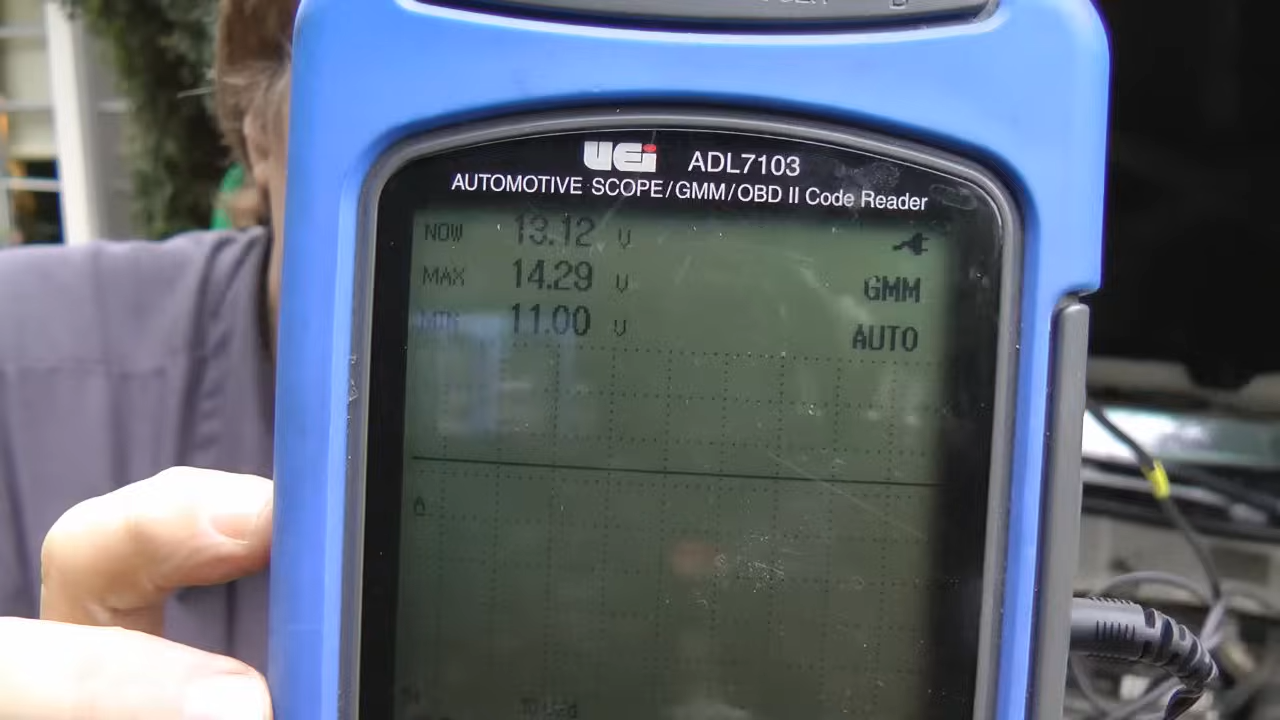 UEi ADL7103
AUTOMOTIVE SCOPE/GMM/OBD II Code Reader
NOW 13.12 V
MAX 14.29 V
GMM
MIN 11.00 V
AUTO